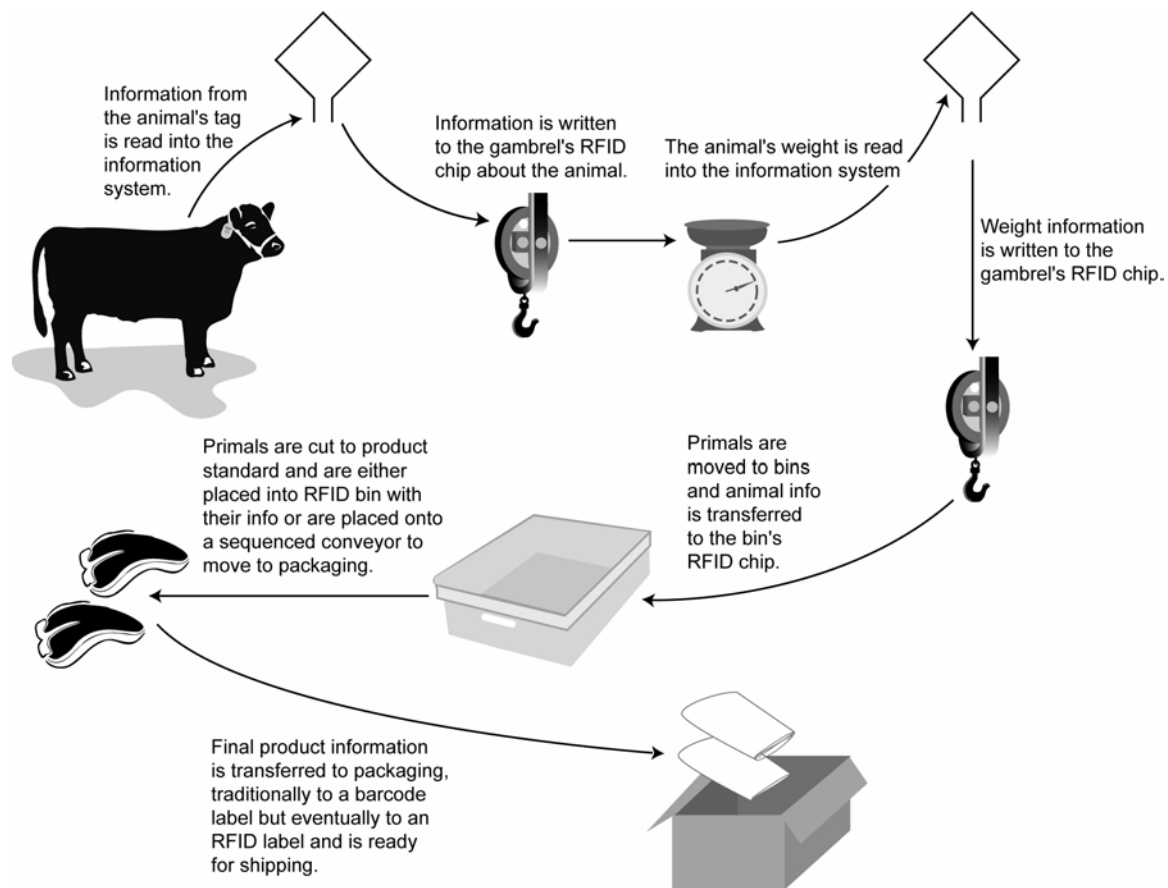 Information from
the animal's tag
is read into the
information
system.
Information is written
to the gambrel's RFID
chip about the animal.
The animal's weight is read
into the information system
Weight information
is written to the
gambrel's RFID chip.
Primals are
moved to bins
and animal info
is transferred
to the bin's
RFID chip.
Primals are cut to product
standard and are either
placed into RFID bin with
their info or are placed onto
a sequenced conveyor to
move to packaging.
Final product information
is transferred to packaging,
traditionally to a barcode
label but eventually to an
RFID label and is ready
for shipping.